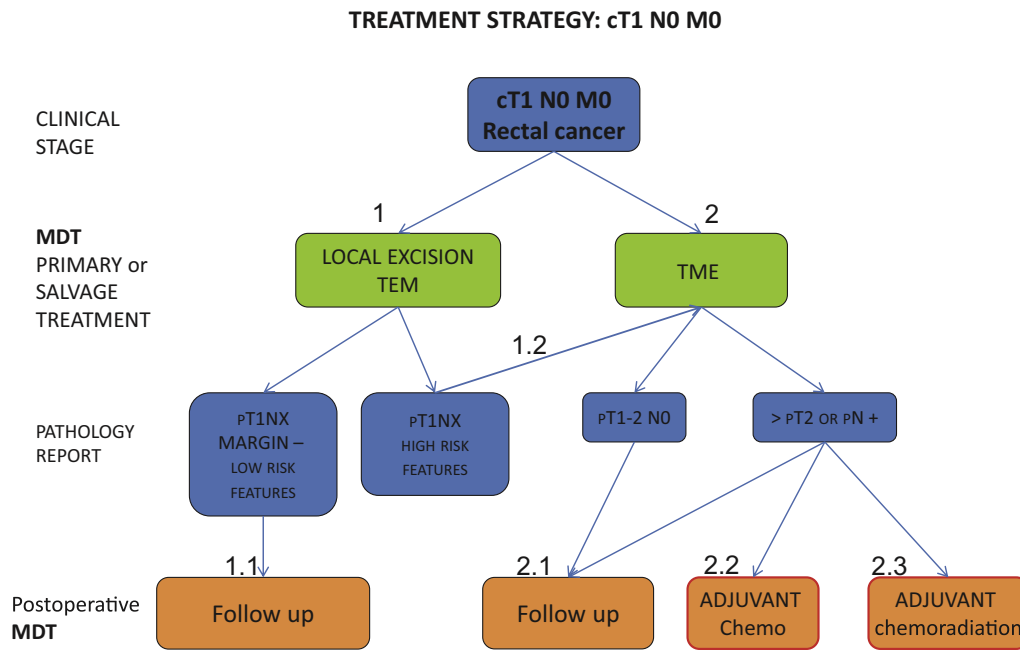 TREATMENT STRATEGY: cT1 N0 M0
CLINICAL
STAGE
cT1 N0 M0
Rectal cancer
1
2
MDT
PRIMARY or
SALVAGE
TREATMENT
LOCAL EXCISION
TEM
TME
1.2
PATHOLOGY
REPORT
PT1NX
MARGIN –
LOW RISK
FEATURES
PT1NX
HIGH RISK
FEATURES
PT1-2 N0
> PT2 OR PN +
1.1
2.1
2.2
2.3
Postoperative
MDT
Follow up
Follow up
ADJUVANT
Chemo
ADJUVANT
chemoradiation